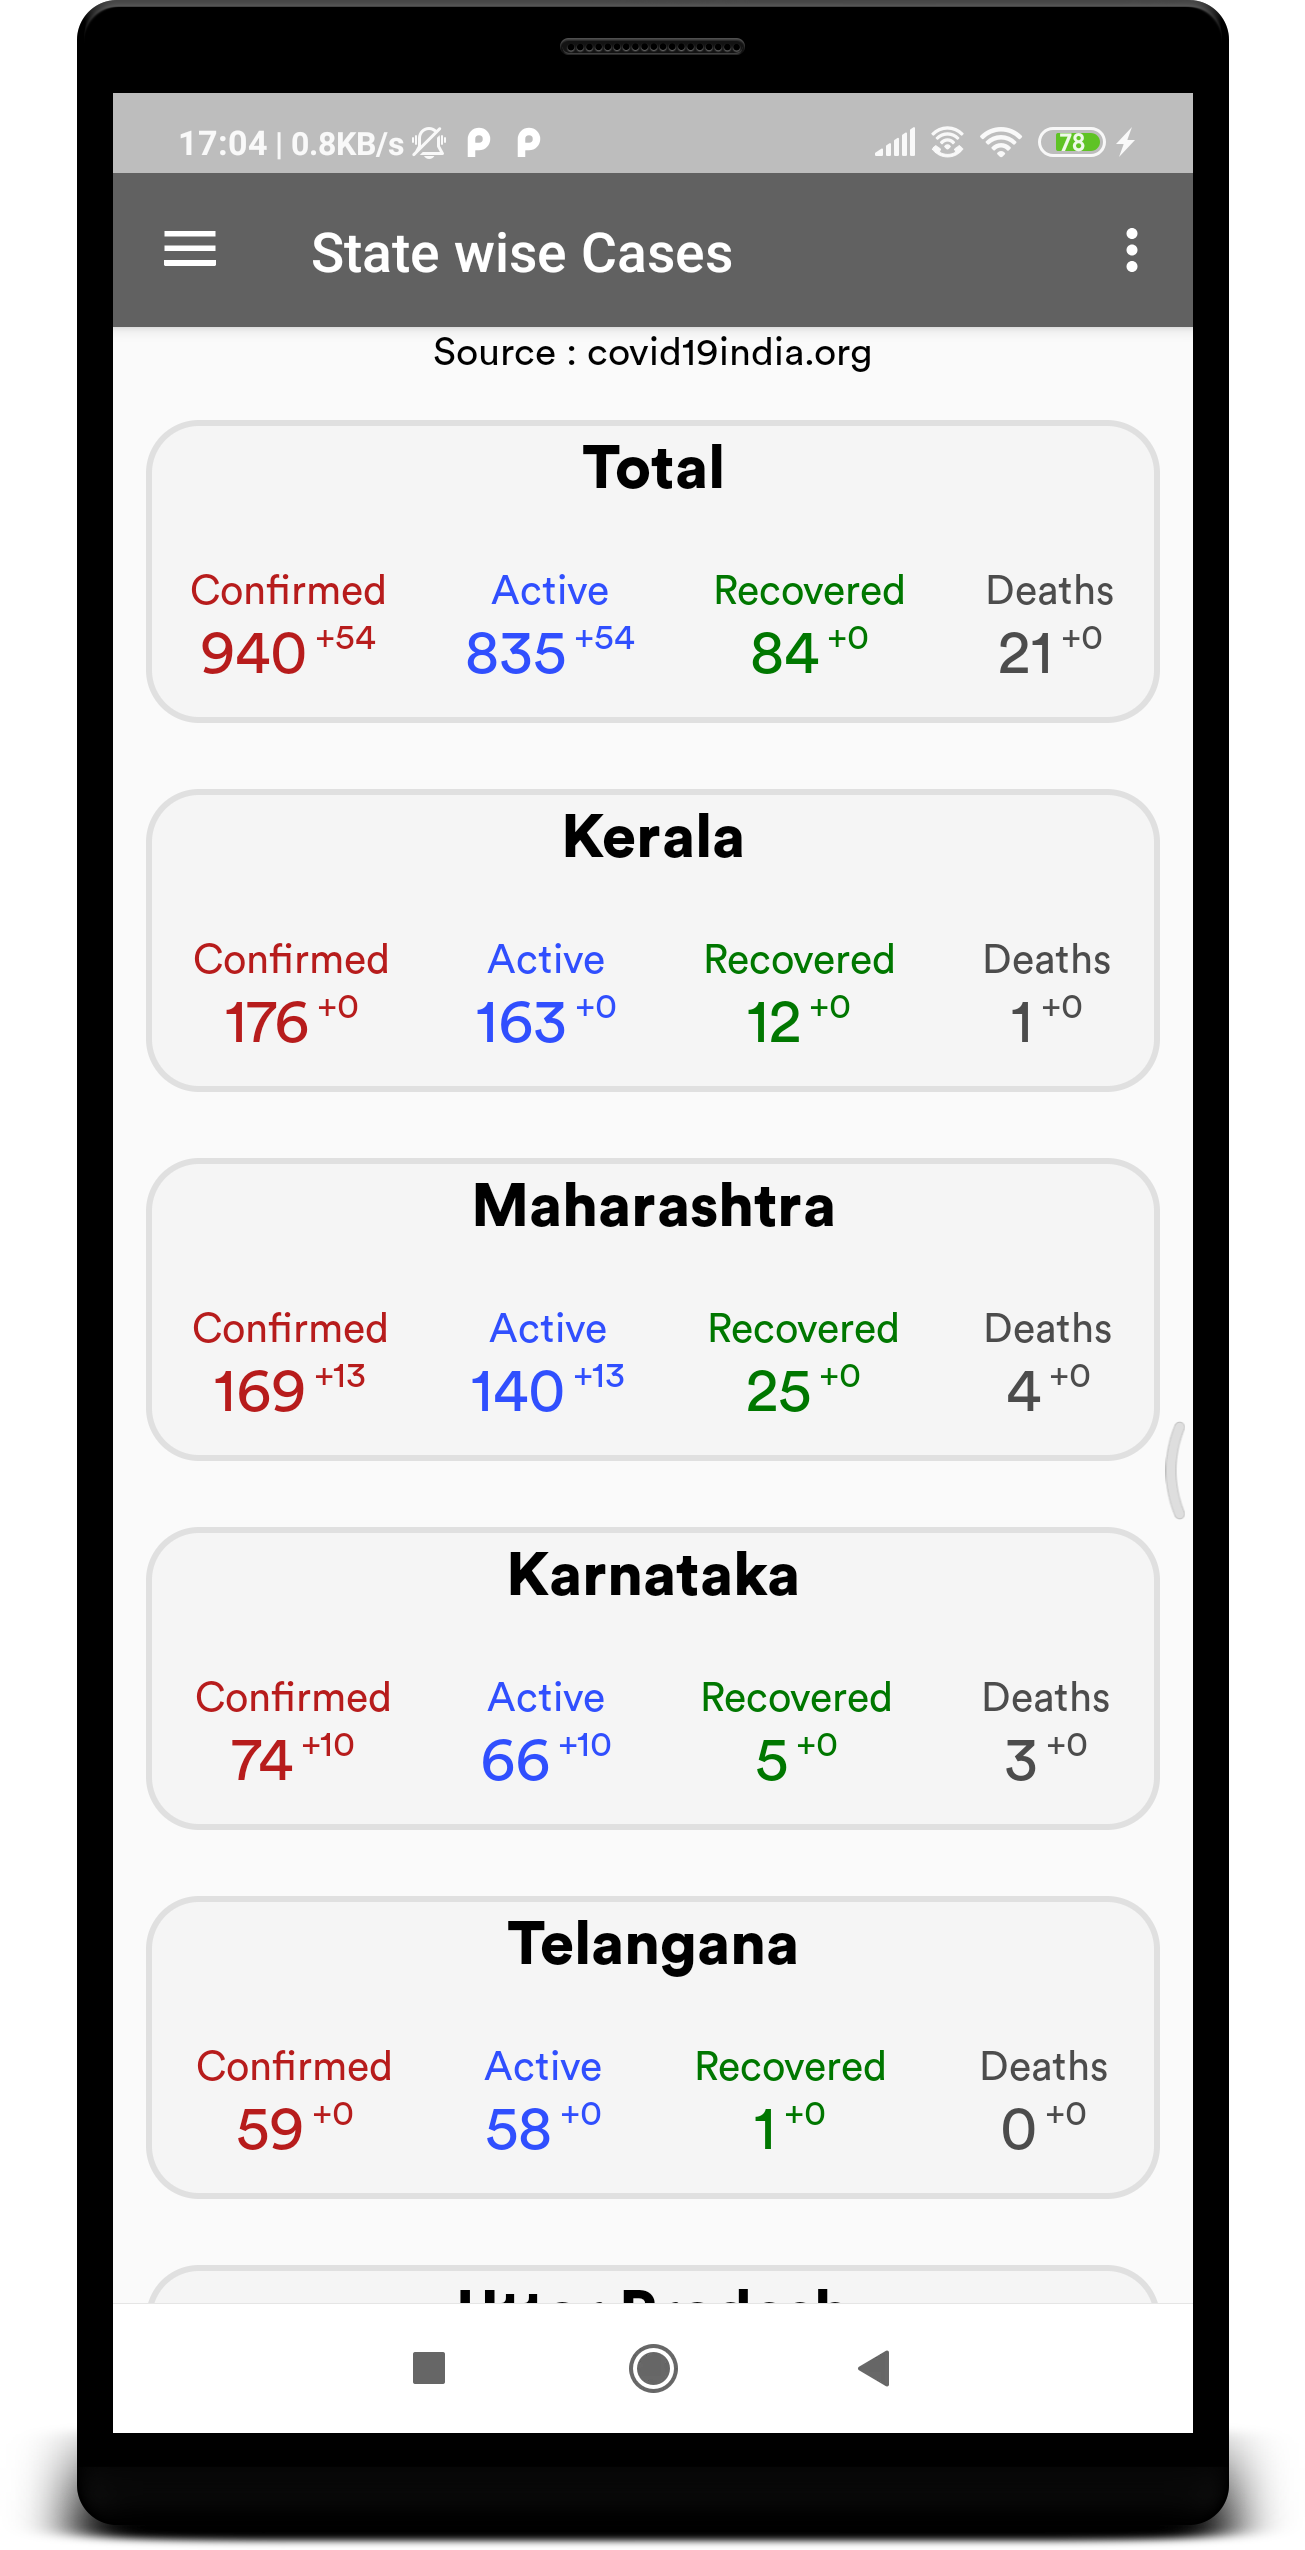 17:04 | 0.8KB/s 78
State wise Cases
Source : covid19india.org
Total
Confirmed Active Recovered Deaths
940 +54 835 +54 84 +0 21 +0
Kerala
Confirmed Active Recovered Deaths
176 +0 163 +0 12 +0 1 +0
Maharashtra
Confirmed Active Recovered Deaths
169 +13 140 +13 25 +0 4 +0
Karnataka
Confirmed Active Recovered Deaths
74 +10 66 +10 5 +0 3 +0
Telangana
Confirmed Active Recovered Deaths
59 +0 58 +0 1 +0 0 +0
Uttar Pradesh